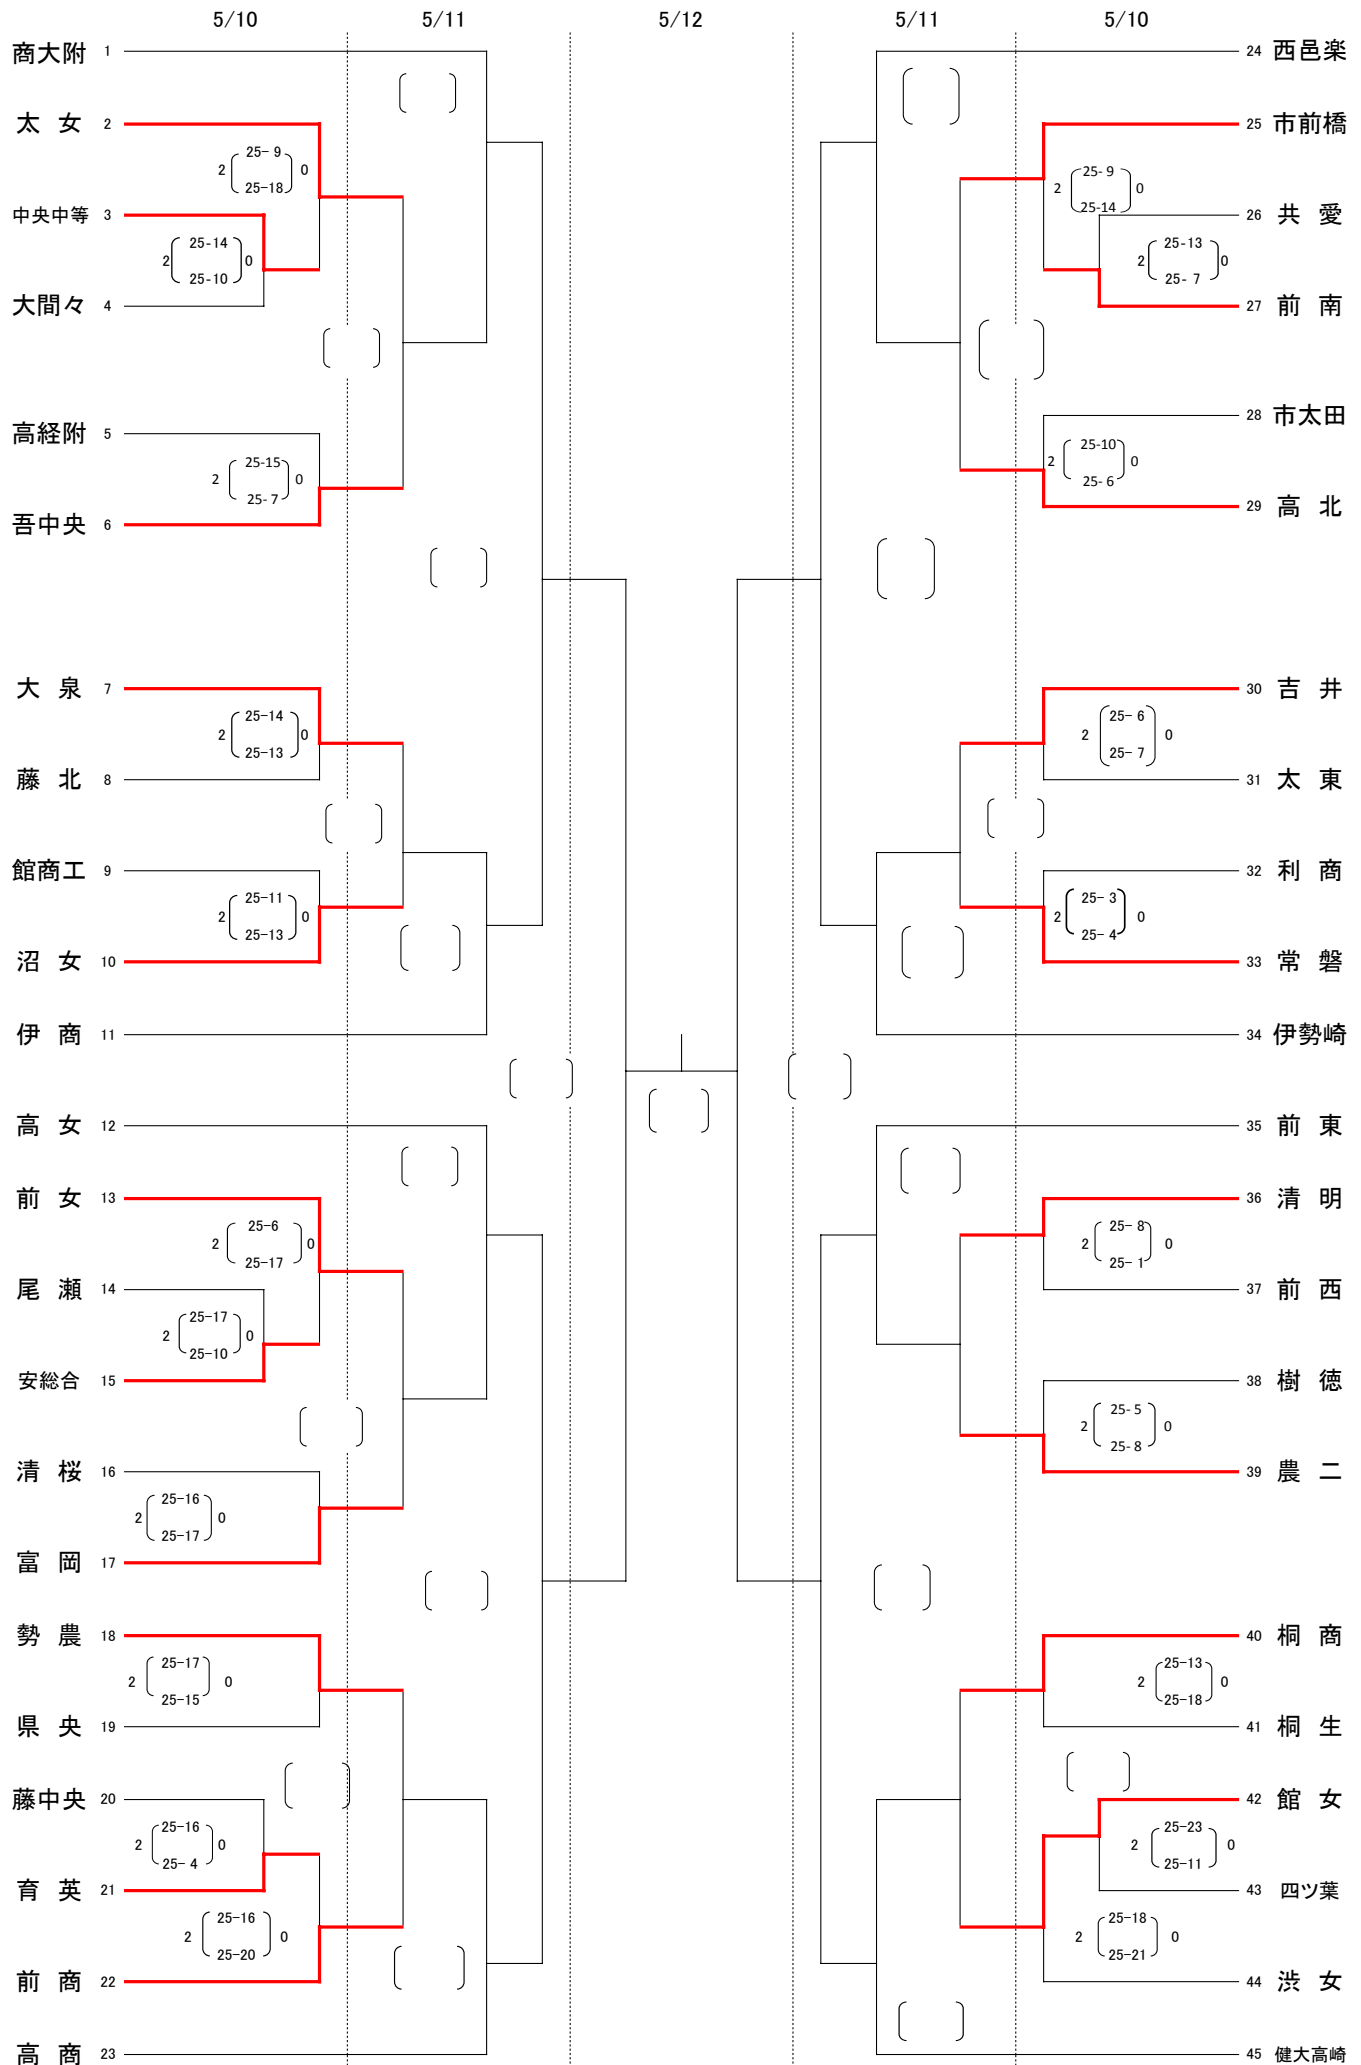 5/10 5/11 5/12 5/11 5/10
商大附 1
太 女 2
2 25- 9 0
25-18
中央中等 3
2 25-14 0
25-10
大間々 4
高経附 5
2 25-15 0
25- 7
吾中央 6
大 泉 7
2 25-14 0
25-13
藤 北 8
館商工 9
2 25-11 0
25-13
沼 女 10
伊 商 11
高 女 12
前 女 13
2 25-6 0
25-17
尾 瀬 14
2 25-17 0
25-10
安総合 15
清 桜 16
2 25-16 0
25-17
富 岡 17
勢 農 18
2 25-17 0
25-15
県 央 19
藤中央 20
2 25-16 0
25- 4
育 英 21
2 25-16 0
25-20
前 商 22
高 商 23
24 西邑楽
25 市前橋
2 25- 9 0
25-14
26 共 愛
2 25-13 0
25- 7
27 前 南
28 市太田
2 25-10 0
25- 6
29 高 北
30 吉 井
2 25- 6 0
25- 7
31 太 東
32 利 商
2 25- 3 0
25- 4
33 常 磐
34 伊勢崎
35 前 東
36 清 明
2 25- 8 0
25- 1
37 前 西
38 樹 徳
2 25- 5 0
25- 8
39 農 二
40 桐 商
2 25-13 0
25-18
41 桐 生
42 館 女
2 25-23 0
25-11
43 四ツ葉
2 25-18 0
25-21
44 渋 女
45 健大高崎